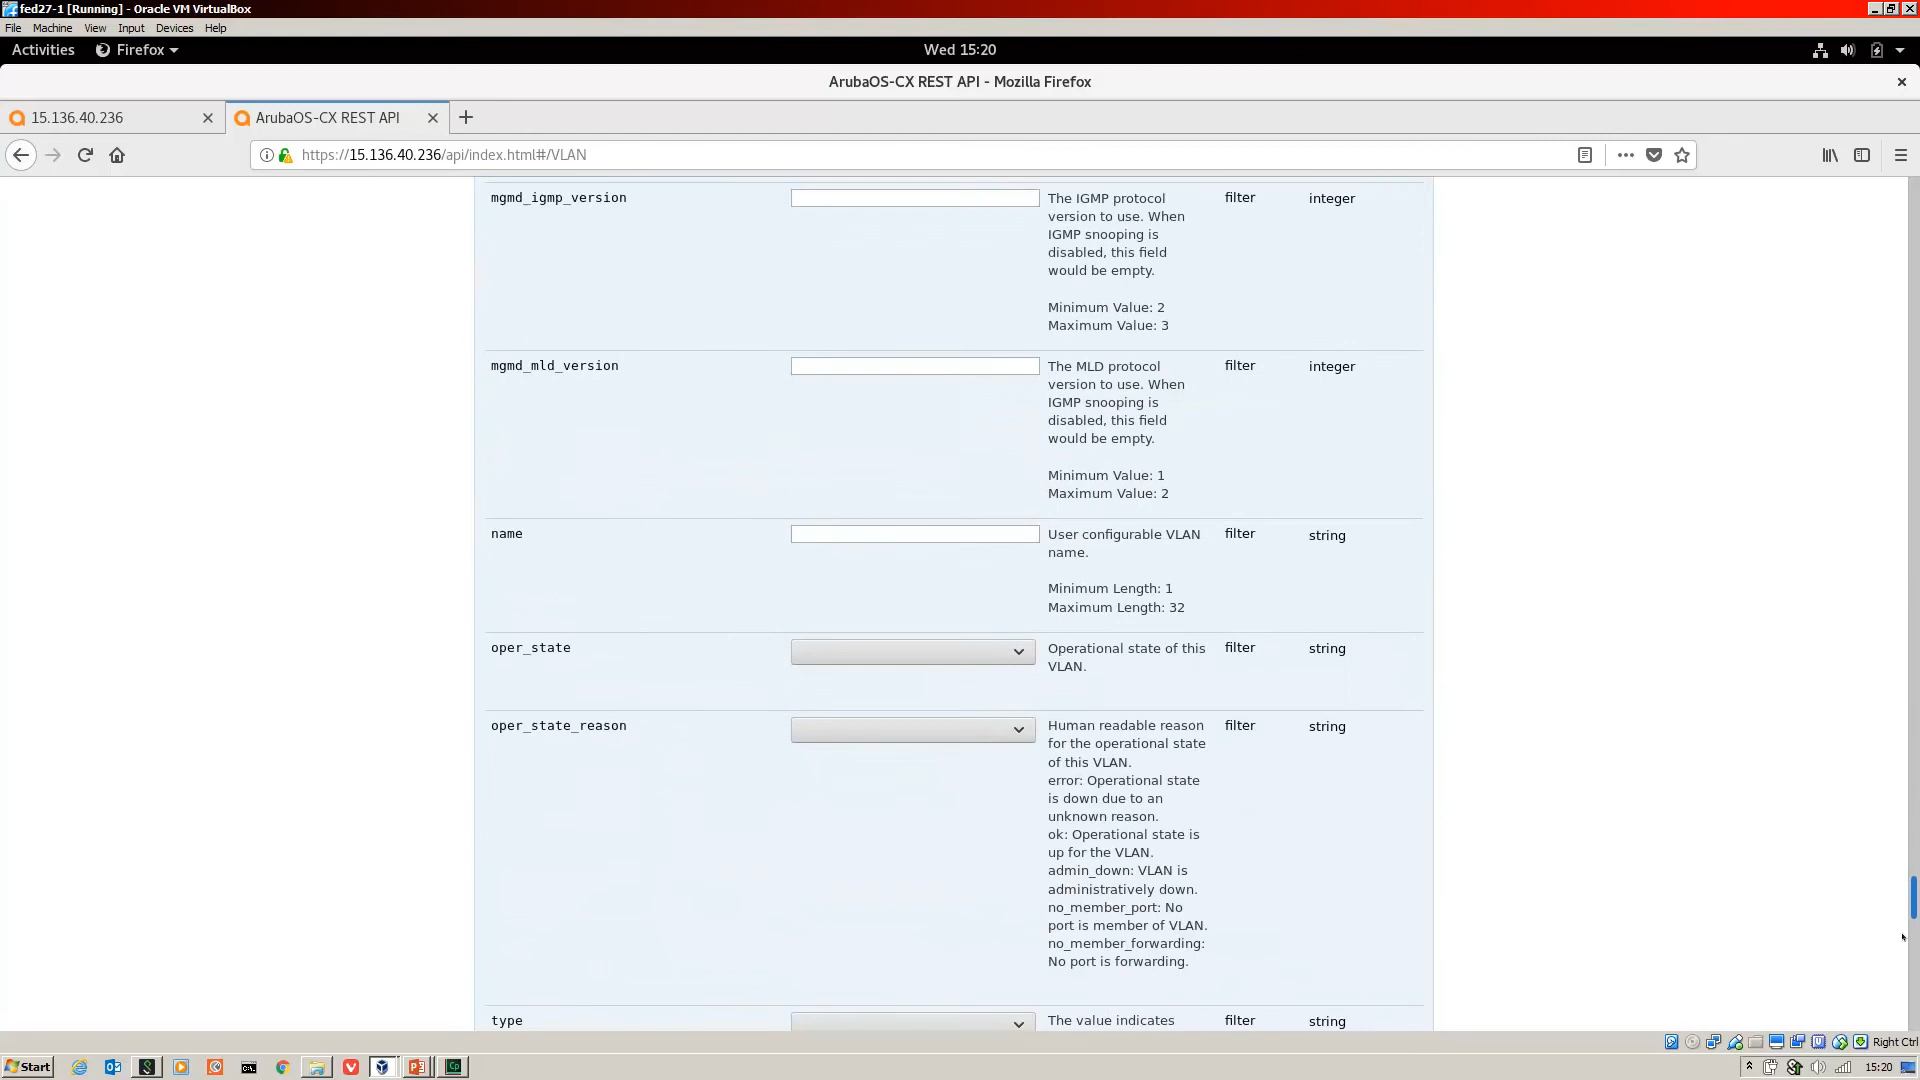 fed27-1 [Running] - Oracle VM VirtualBox
File Machine View Input Devices Help
Activities Firefox Wed 15:20
ArubaOS-CX REST API - Mozilla Firefox
15.136.40.236 ArubaOS-CX REST API
https://15.136.40.236/api/index.html#/VLAN
mgmd_igmp_version The IGMP protocol filter integer
version to use. When
IGMP snooping is
disabled, this field
would be empty.
Minimum Value: 2
Maximum Value: 3
mgmd_mld_version The MLD protocol filter integer
version to use. When
IGMP snooping is
disabled, this field
would be empty.
Minimum Value: 1
Maximum Value: 2
name User configurable VLAN filter string
name.
Minimum Length: 1
Maximum Length: 32
oper_state Operational state of this filter string
VLAN.
oper_state_reason Human readable reason filter string
for the operational state
of this VLAN.
error: Operational state
is down due to an
unknown reason.
ok: Operational state is
up for the VLAN.
admin_down: VLAN is
administratively down.
no_member_port: No
port is member of VLAN.
no_member_forwarding:
No port is forwarding.
type The value indicates filter string
Right Ctrl
Start 15:20